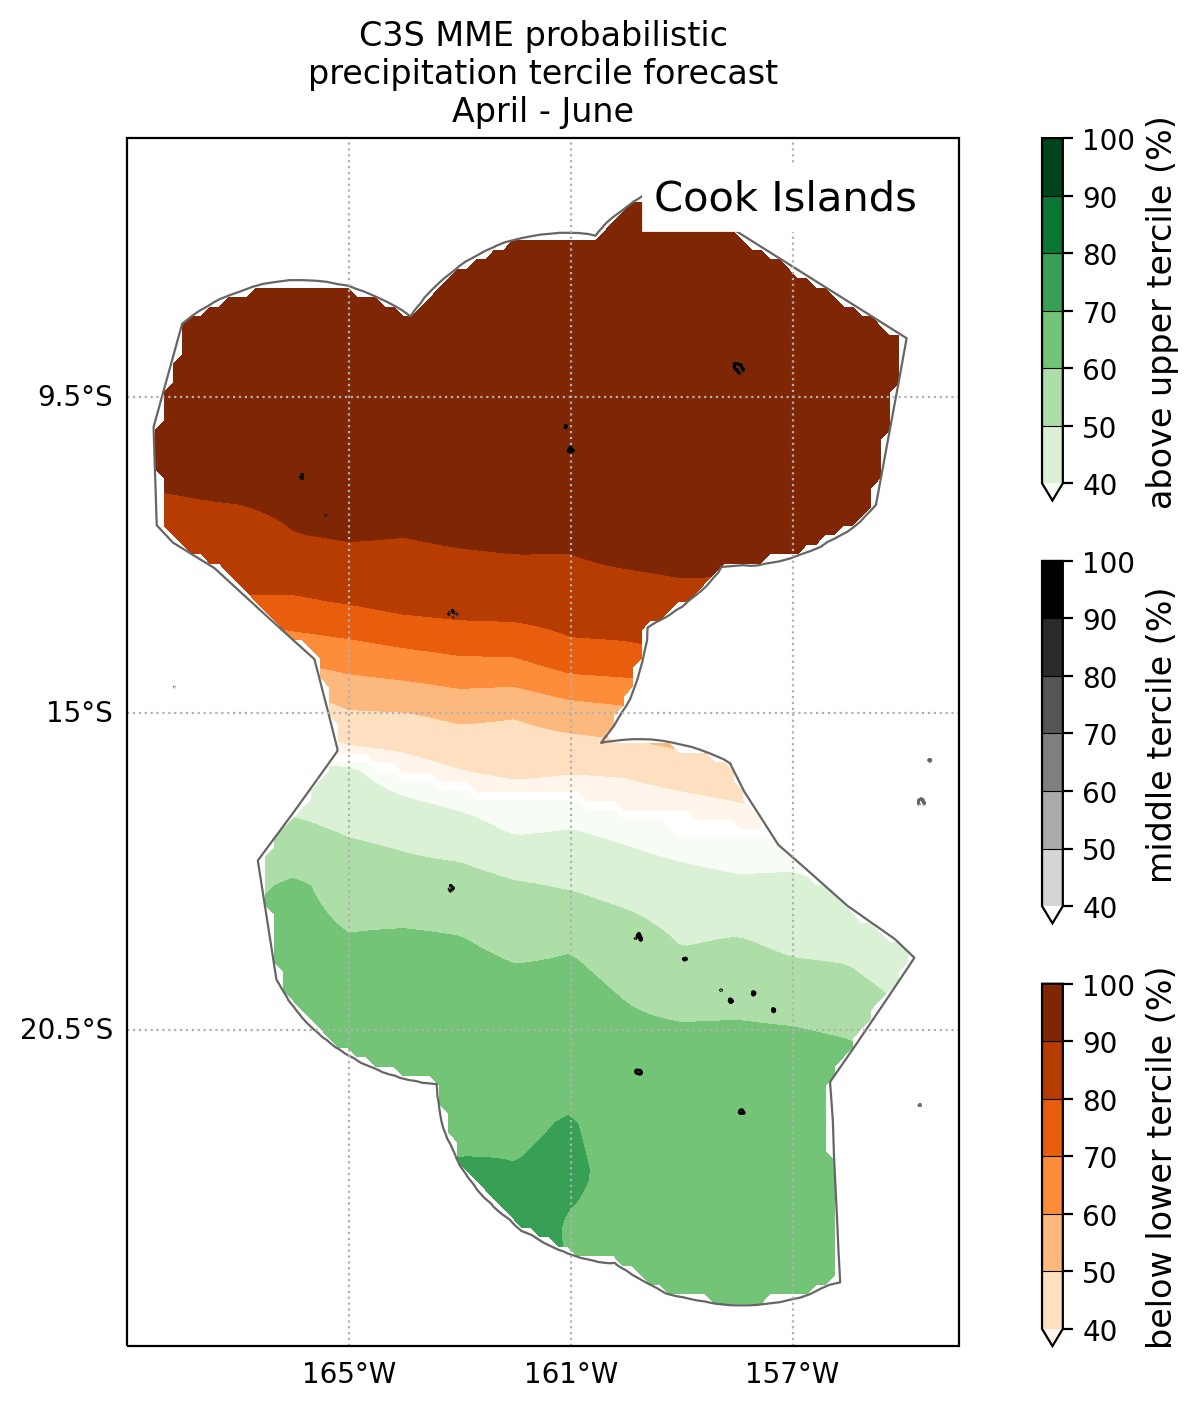 C3S MME probabilistic
precipitation tercile forecast
April - June
Cook Islands
9.5°S
15°S
20.5°S
165°W
161°W
157°W
100
90
80
70
60
50
40
above upper tercile (%)
100
90
80
70
60
50
40
middle tercile (%)
100
90
80
70
60
50
40
below lower tercile (%)